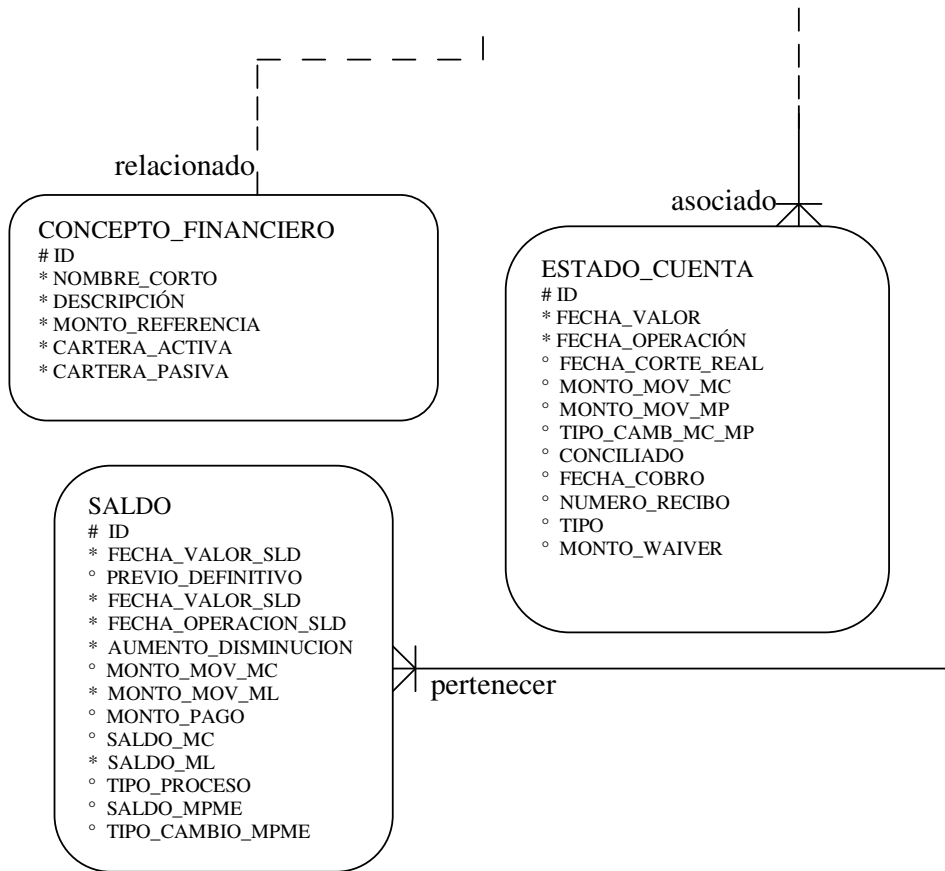 relacionado
CONCEPTO_FINANCIERO
# ID
* NOMBRE_CORTO
* DESCRIPCIÓN
* MONTO_REFERENCIA
* CARTERA_ACTIVA
* CARTERA_PASIVA
asociado
ESTADO_CUENTA
# ID
* FECHA_VALOR
* FECHA_OPERACIÓN
° FECHA_CORTE_REAL
° MONTO_MOV_MC
° MONTO_MOV_MP
° TIPO_CAMB_MC_MP
° CONCILIADO
° FECHA_COBRO
° NUMERO_RECIBO
° TIPO
° MONTO_WAIVER
SALDO
# ID
* FECHA_VALOR_SLD
° PREVIO_DEFINITIVO
* FECHA_VALOR_SLD
* FECHA_OPERACION_SLD
* AUMENTO_DISMINUCION
° MONTO_MOV_MC
* MONTO_MOV_ML
° MONTO_PAGO
° SALDO_MC
* SALDO_ML
° TIPO_PROCESO
° SALDO_MPME
° TIPO_CAMBIO_MPME
pertenecer